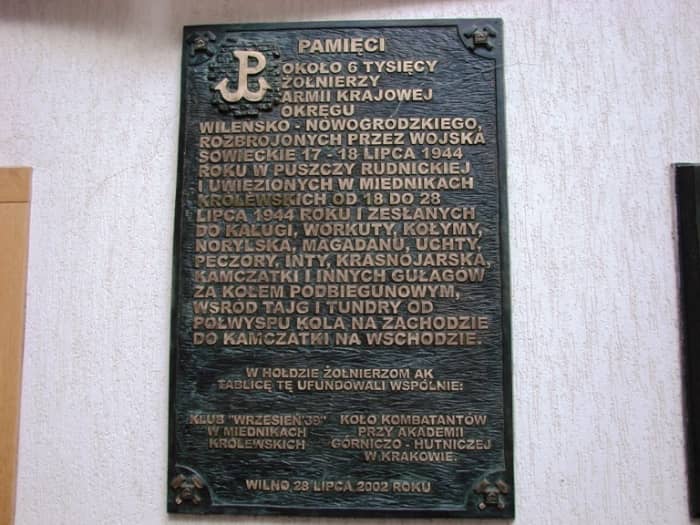 PAMIĘCI
OKOŁO 6 TYSIĘCY
ŻOŁNIERZY
ARMII KRAJOWEJ
OKRĘGU
WILEŃSKO - NOWOGRÓDZKIEGO,
ROZBROJONYCH PRZEZ WOJSKA
SOWIECKIE 17 - 18 LIPCA 1944
ROKU W PUSZCZY RUDNICKIEJ
I UWIĘZIONYCH W MIEDNIKACH
KRÓLEWSKICH OD 18 DO 28
LIPCA 1944 ROKU I ZESŁANYCH
DO KAŁUGI, WORKUTY, KOŁYMY,
NORYLSKA, MAGADANU, UCHTY,
PECZORY, INTY, KRASNOJARSKA,
KAMCZATKI I INNYCH GUŁAGÓW
ZA KOŁEM PODBIEGUNOWYM,
WŚRÓD TAJG I TUNDRY OD
PÓŁWYSPU KOLA NA ZACHODZIE
DO KAMCZATKI NA WSCHODZIE.
W HOŁDZIE ŻOŁNIERZOM AK
TABLICĘ TĘ UFUNDOWALI WSPÓLNIE:
KLUB "WRZESIEŃ'39"
W MIEDNIKACH
KRÓLEWSKICH
KOŁO KOMBATANTÓW
PRZY AKADEMII
GÓRNICZO - HUTNICZEJ
W KRAKOWIE.
WILNO 28 LIPCA 2002 ROKU